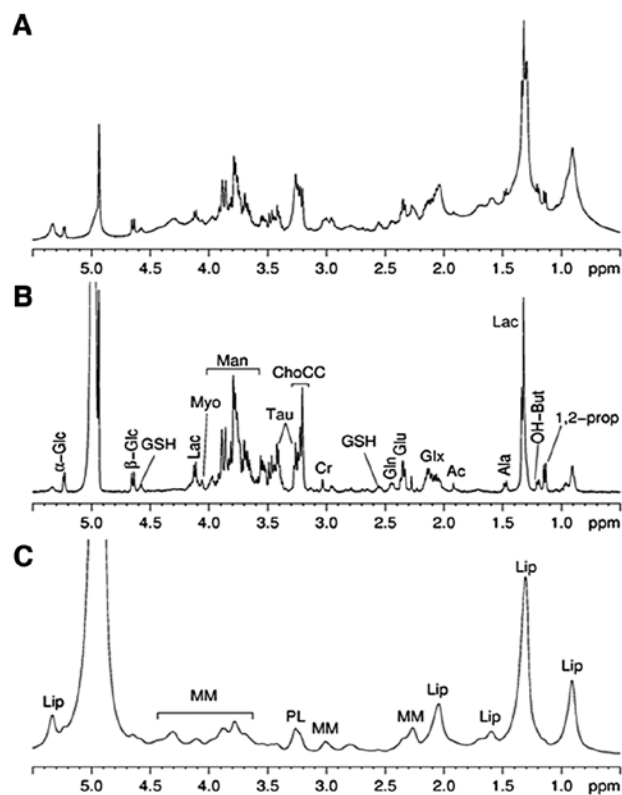 A
5.0 4.5 4.0 3.5 3.0 2.5 2.0 1.5 1.0 ppm
B
Lac
Man
ChoCC
α-Glc
β-Glc
GSH
Lac
Myo
Tau
Cr
GSH
Gln
Glu
Glx
Ac
Ala
OH-But
1,2-prop
5.0 4.5 4.0 3.5 3.0 2.5 2.0 1.5 1.0 ppm
C
Lip
MM
PL
MM
MM
Lip
Lip
Lip
Lip
5.0 4.5 4.0 3.5 3.0 2.5 2.0 1.5 1.0 ppm